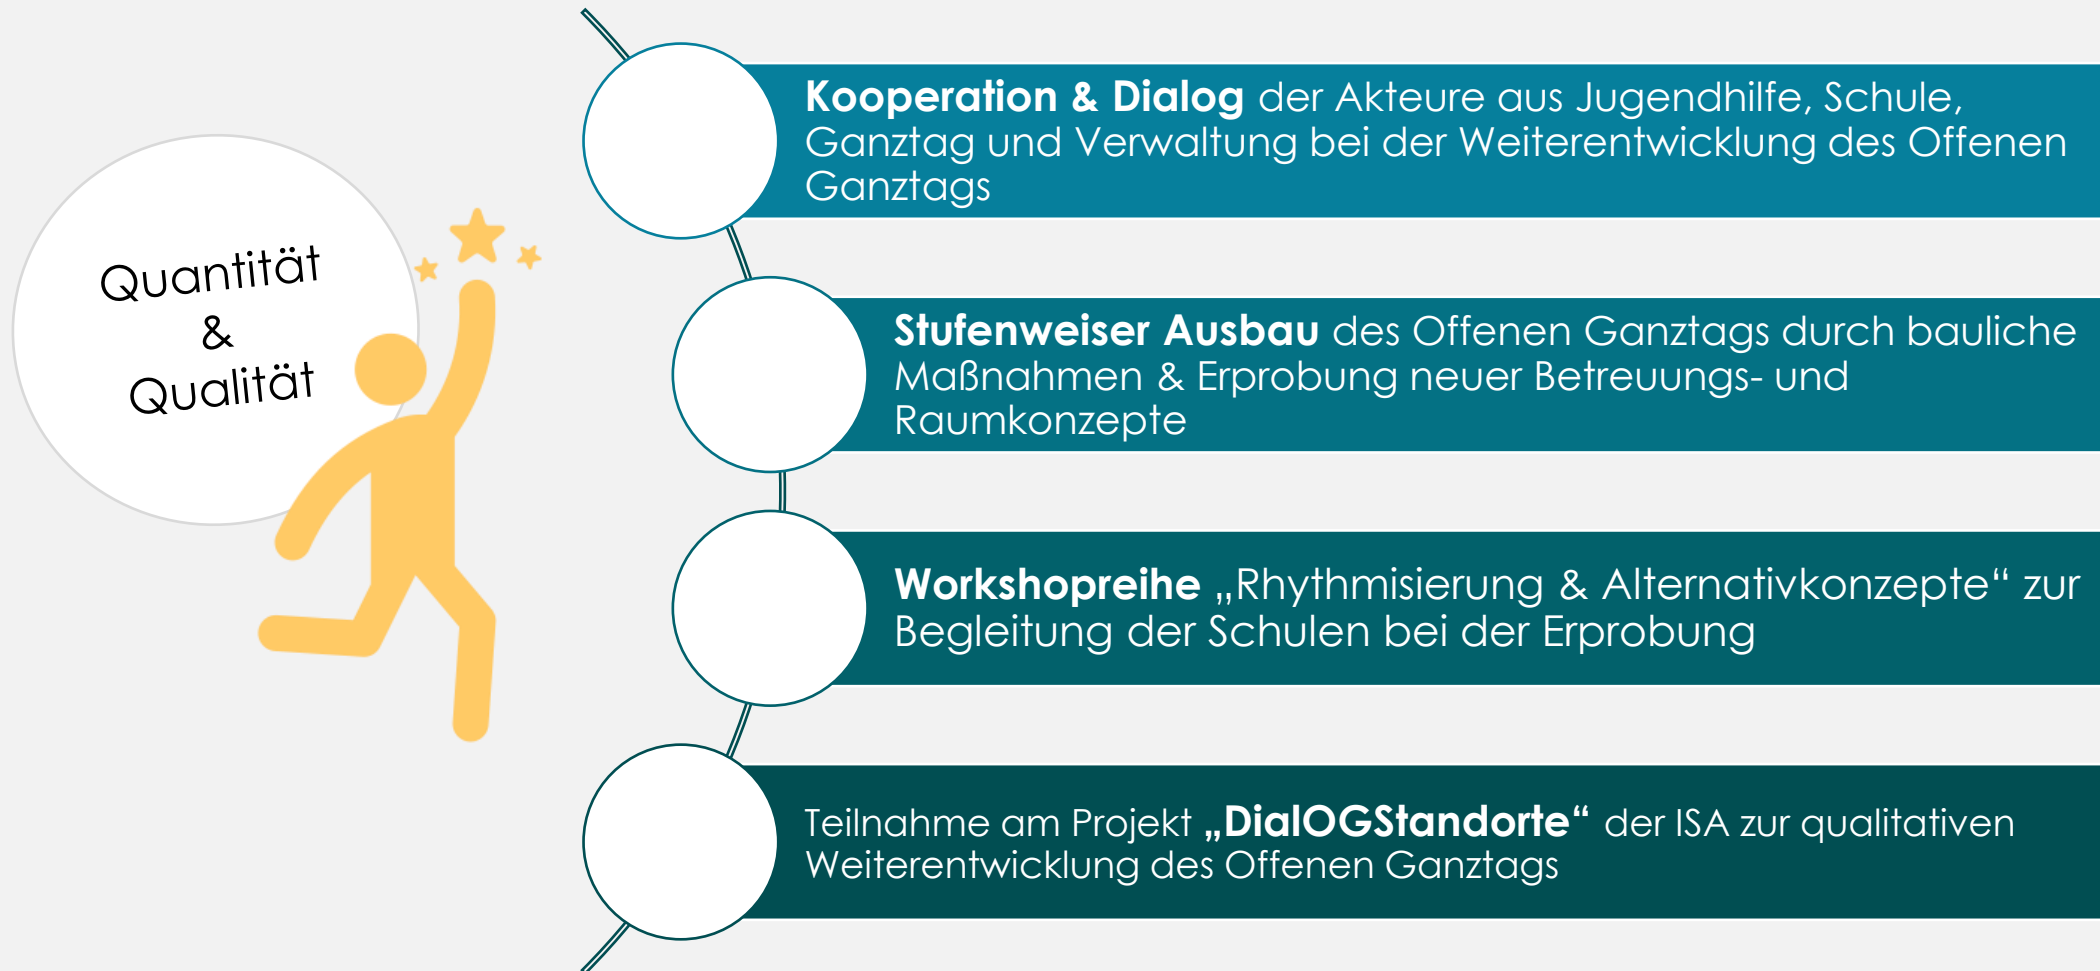 Quantität
&
Qualität
Kooperation & Dialog der Akteure aus Jugendhilfe, Schule,
Ganztag und Verwaltung bei der Weiterentwicklung des Offenen
Ganztags
Stufenweiser Ausbau des Offenen Ganztags durch bauliche
Maßnahmen & Erprobung neuer Betreuungs- und
Raumkonzepte
Workshopreihe „Rhythmisierung & Alternativkonzepte“ zur
Begleitung der Schulen bei der Erprobung
Teilnahme am Projekt „DialOGStandorte“ der ISA zur qualitativen
Weiterentwicklung des Offenen Ganztags